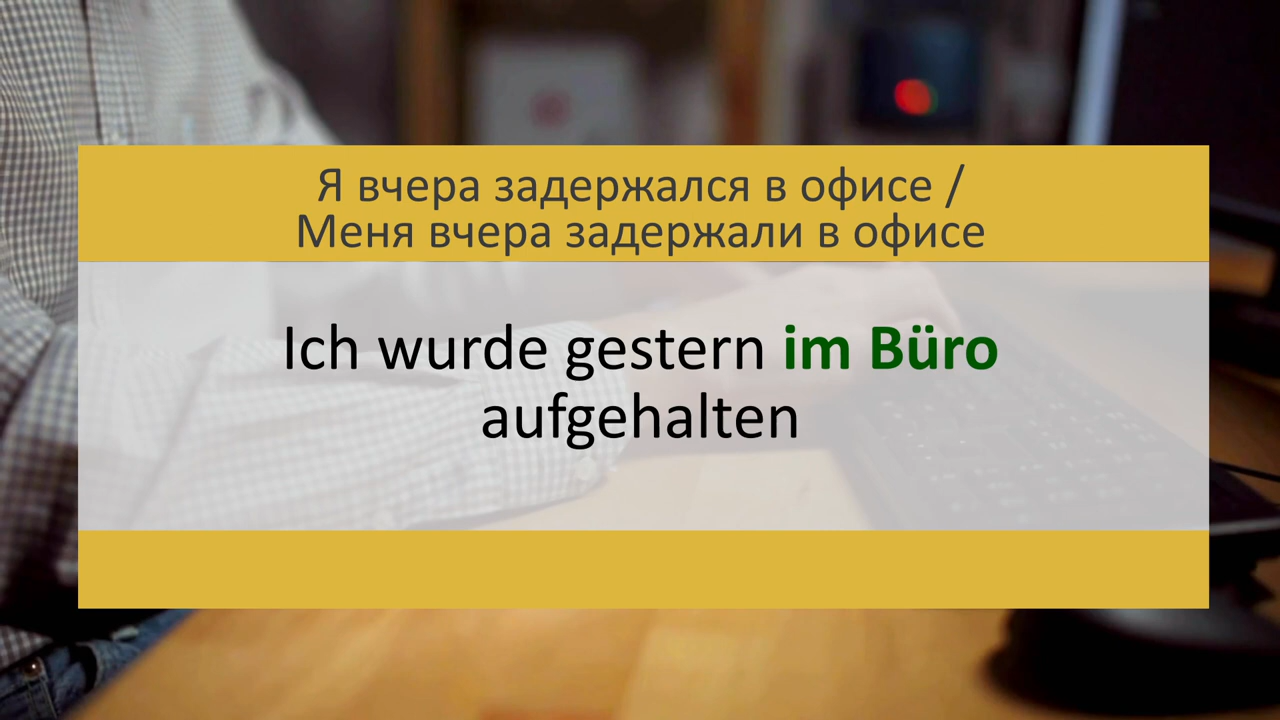 Я вчера задержался в офисе /
Меня вчера задержали в офисе
Ich wurde gestern im Büro
aufgehalten